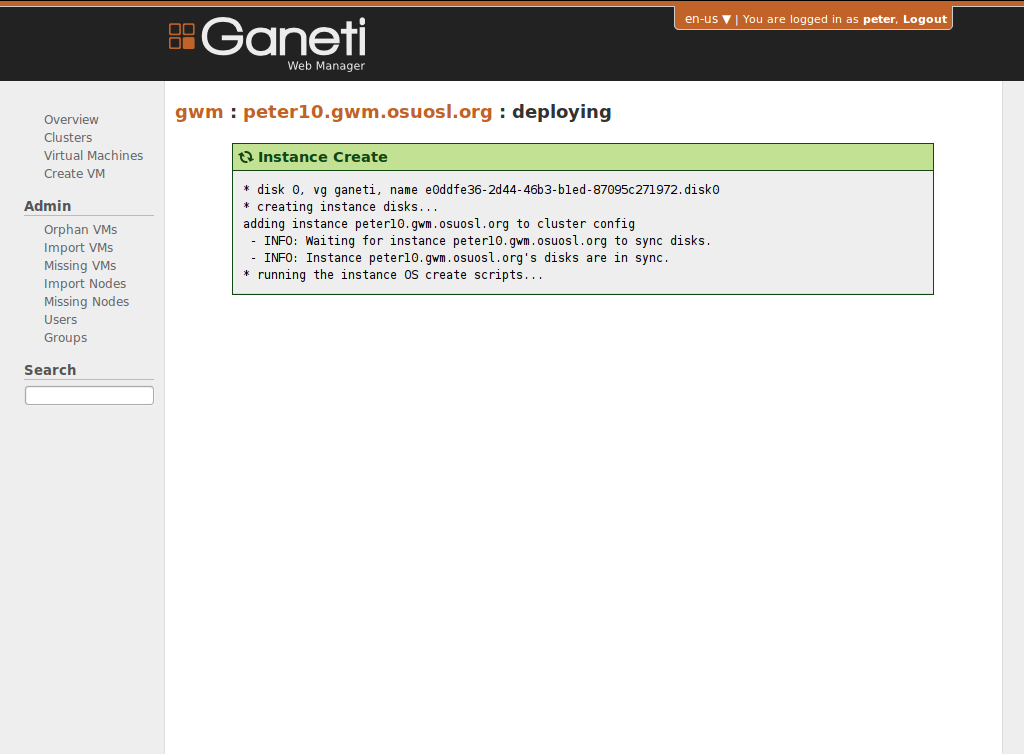 Ganeti
Web Manager
en-us ▼ | You are logged in as peter, Logout
Overview
Clusters
Virtual Machines
Create VM
Admin
Orphan VMs
Import VMs
Missing VMs
Import Nodes
Missing Nodes
Users
Groups
Search
gwm : peter10.gwm.osuosl.org : deploying
Instance Create
* disk 0, vg ganeti, name e0ddfe36-2d44-46b3-b1ed-87095c271972.disk0
* creating instance disks...
adding instance peter10.gwm.osuosl.org to cluster config
- INFO: Waiting for instance peter10.gwm.osuosl.org to sync disks.
- INFO: Instance peter10.gwm.osuosl.org's disks are in sync.
* running the instance OS create scripts...